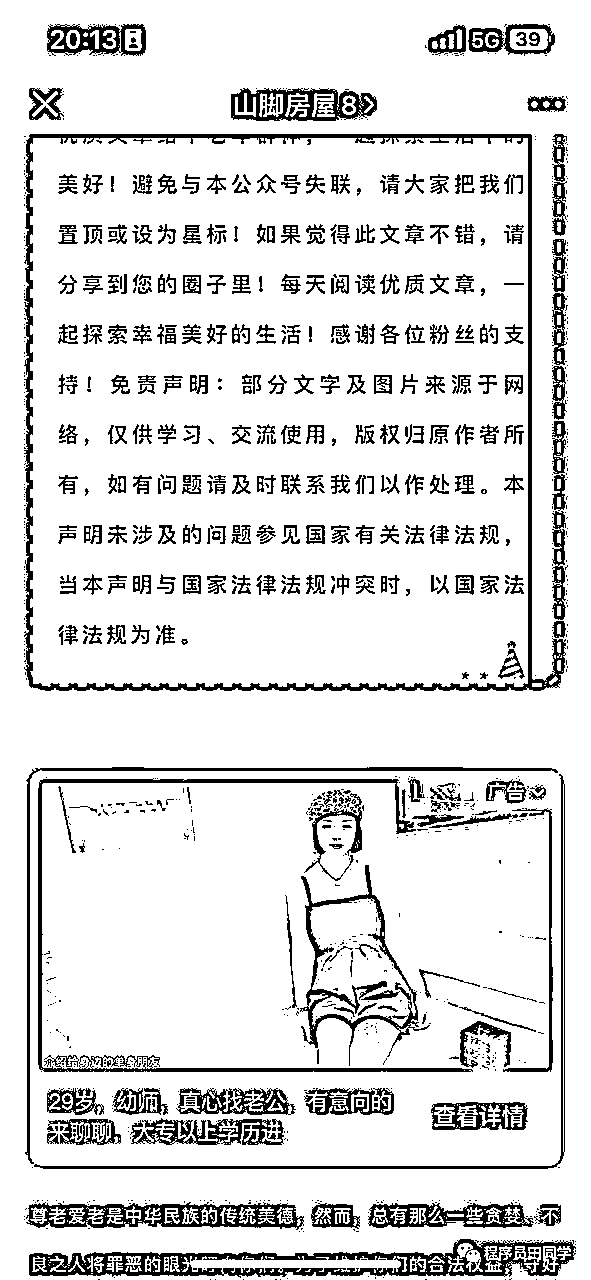 20:13
5G 39
山脚房屋8
美好！避免与本公众号失联，请大家把我们
置顶或设为星标！如果觉得此文章不错，请
分享到您的圈子里！每天阅读优质文章，一
起探索幸福美好的生活！感谢各位粉丝的支
持！免责声明：部分文字及图片来源于网
络，仅供学习、交流使用，版权归原作者所
有，如有问题请及时联系我们以作处理。本
声明未涉及的问题参见国家有关法律法规，
当本声明与国家法律法规冲突时，以国家法
律法规为准。
广告
介绍给身边的单身朋友
29岁，幼师，真心找老公，有意向的
来聊聊，大专以上学历进
查看详情
尊老爱老是中华民族的传统美德，然而，总有那么一些贪婪、不
良之人将罪恶的眼光
的合法权益，守好
程序员田同学